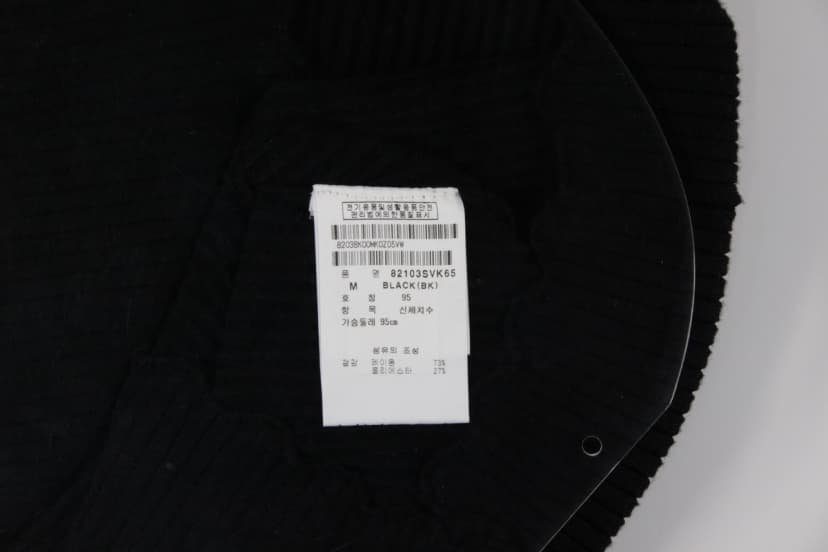 전기용품및생활용품안전
관리법에의한품질표시
82038K00MK0Z05VW
품 명 82103SVK65
M BLACK(BK)
호 칭 95
항 목 신체치수
가슴둘레 95cm
섬유의 조성
겉감 레이온 73%
폴리에스터 27%